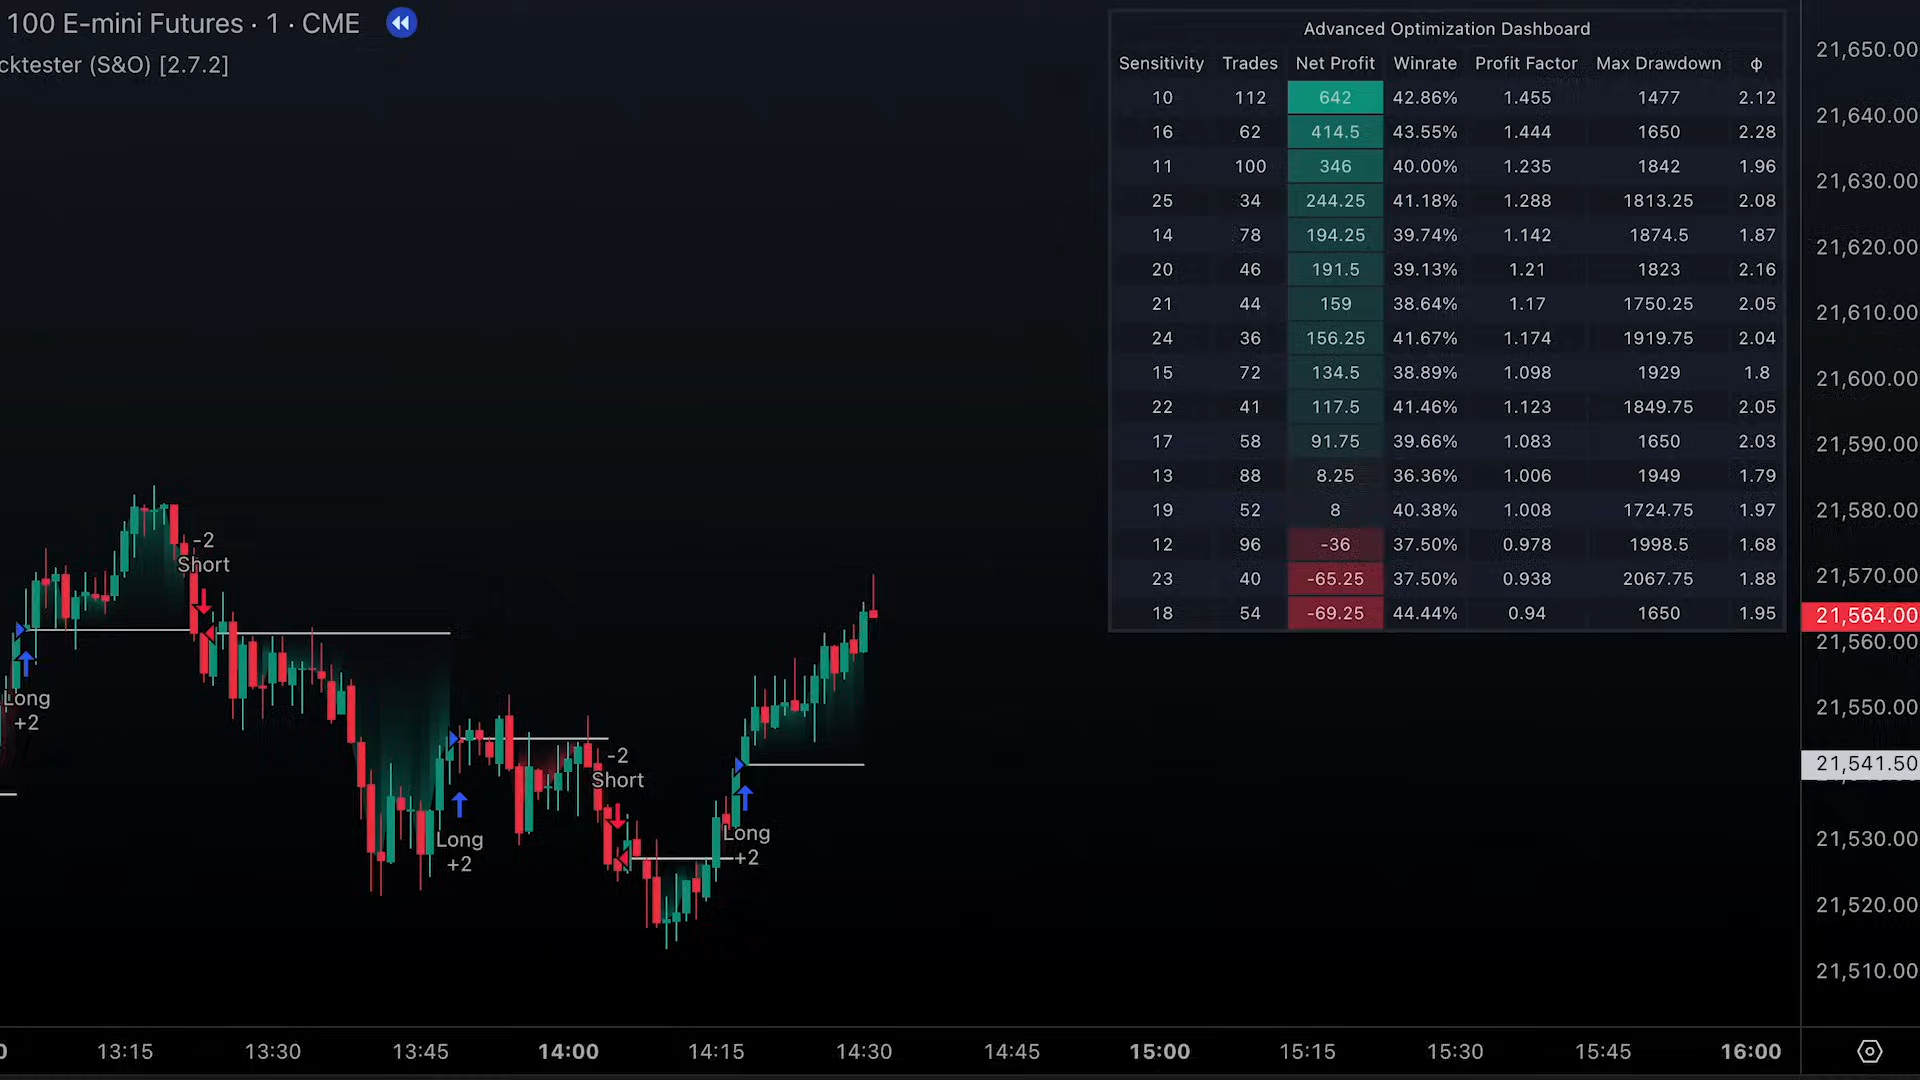 100 E-mini Futures · 1 · CME
cktester (S&O) [2.7.2]
Advanced Optimization Dashboard
Sensitivity Trades Net Profit Winrate Profit Factor Max Drawdown ф
10 112 642 42.86% 1.455 1477 2.12
16 62 414.5 43.55% 1.444 1650 2.28
11 100 346 40.00% 1.235 1842 1.96
25 34 244.25 41.18% 1.288 1813.25 2.08
14 78 194.25 39.74% 1.142 1874.5 1.87
20 46 191.5 39.13% 1.21 1823 2.16
21 44 159 38.64% 1.17 1750.25 2.05
24 36 156.25 41.67% 1.174 1919.75 2.04
15 72 134.5 38.89% 1.098 1929 1.8
22 41 117.5 41.46% 1.123 1849.75 2.05
17 58 91.75 39.66% 1.083 1650 2.03
13 88 8.25 36.36% 1.006 1949 1.79
19 52 8 40.38% 1.008 1724.75 1.97
12 96 -36 37.50% 0.978 1998.5 1.68
23 40 -65.25 37.50% 0.938 2067.75 1.88
18 54 -69.25 44.44% 0.94 1650 1.95
-2
Short
Long
+2
Long
+2
-2
Short
Long
+2
21,650.00
21,640.00
21,630.00
21,620.00
21,610.00
21,600.00
21,590.00
21,580.00
21,570.00
21,564.00
21,560.00
21,550.00
21,541.50
21,530.00
21,520.00
21,510.00
0 13:15 13:30 13:45 14:00 14:15 14:30 14:45 15:00 15:15 15:30 15:45 16:00